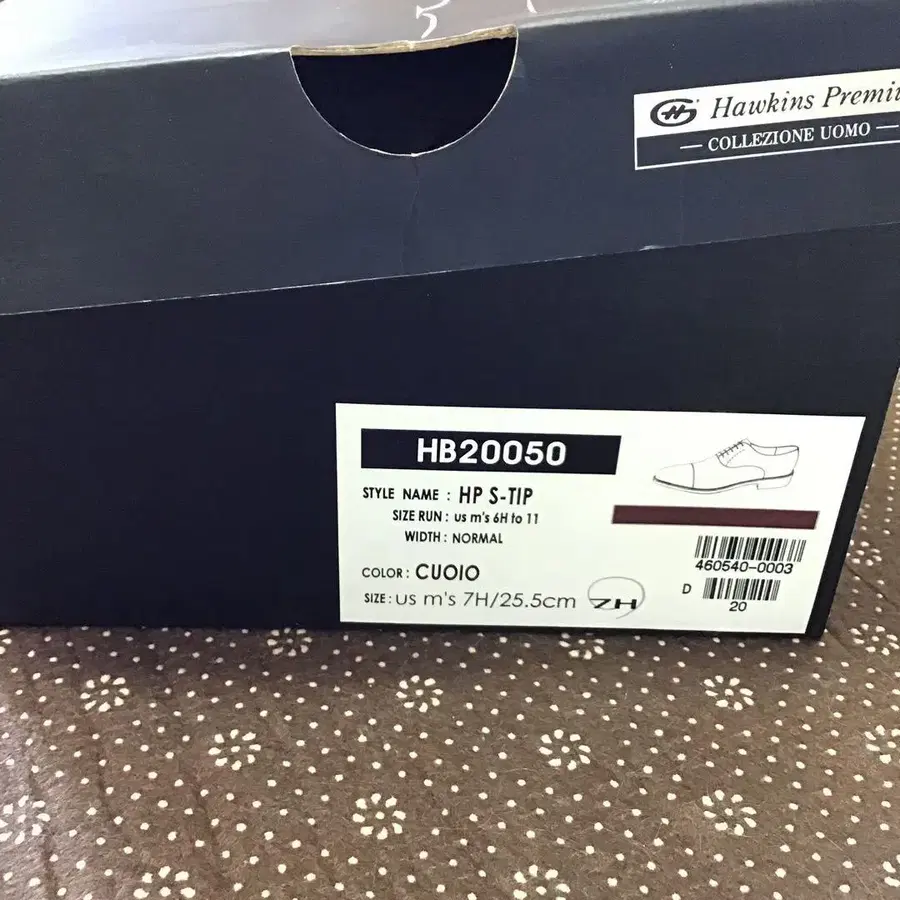 Hawkins Premiu
— COLLEZIONE UOMO —
HB20050
STYLE NAME : HP S-TIP
SIZE RUN : us m's 6H to 11
WIDTH : NORMAL
COLOR : CUOIO
SIZE : us m's 7H/25.5cm
7H
460540-0003
D
20